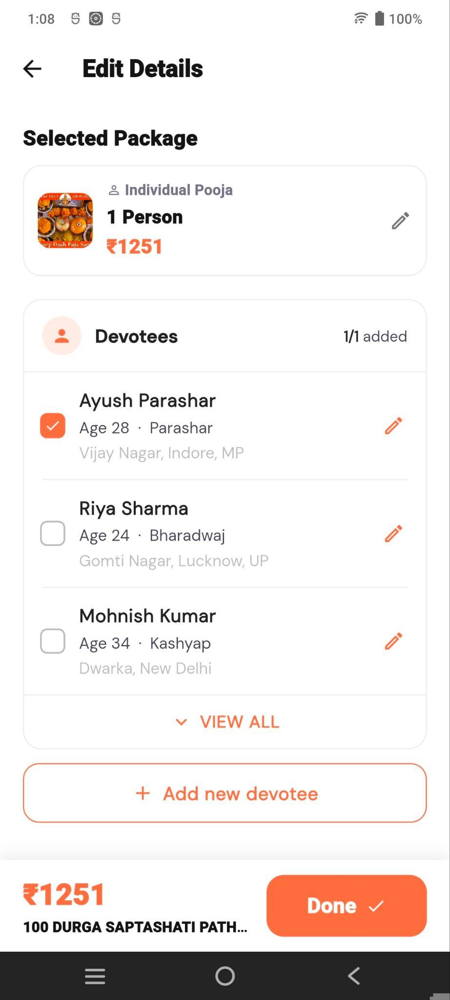 1:08
100%
Edit Details
Selected Package
Individual Pooja
1 Person
₹1251
arp Dosh Puja Sam
Devotees
1/1 added
Ayush Parashar
Age 28 · Parashar
Vijay Nagar, Indore, MP
Riya Sharma
Age 24 · Bharadwaj
Gomti Nagar, Lucknow, UP
Mohnish Kumar
Age 34 · Kashyap
Dwarka, New Delhi
VIEW ALL
+ Add new devotee
₹1251
Done
100 DURGA SAPTASHATI PATH...